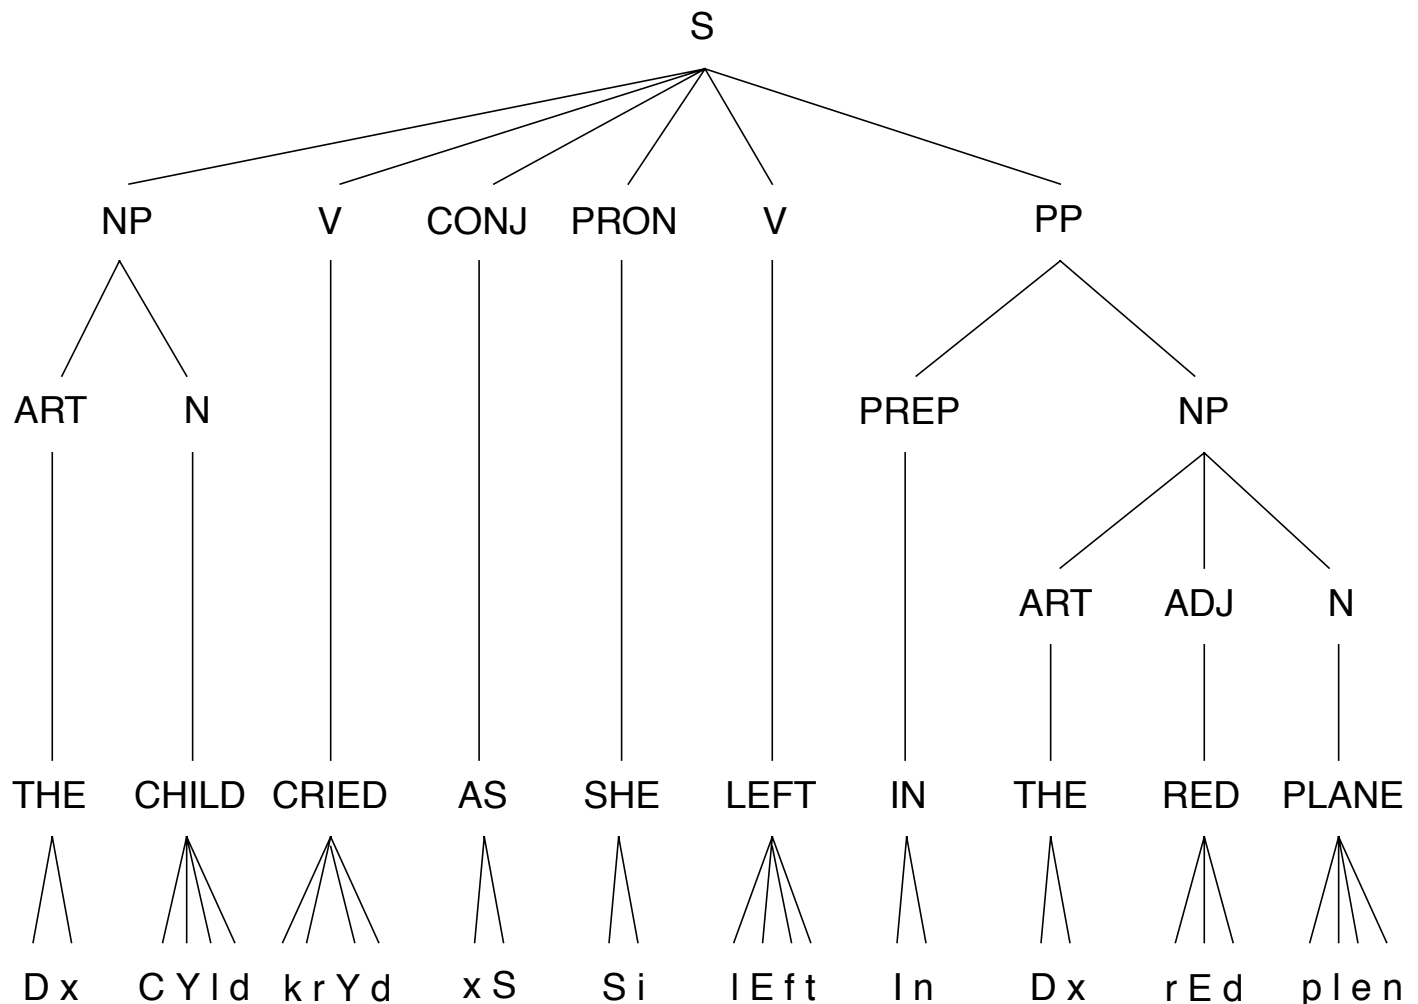 S
NP V CONJ PRON V PP
ART N PREP NP
ART ADJ N
THE CHILD CRIED AS SHE LEFT IN THE RED PLANE
D x C Y l d k r Y d x S S i l E f t I n D x r E d p l e n